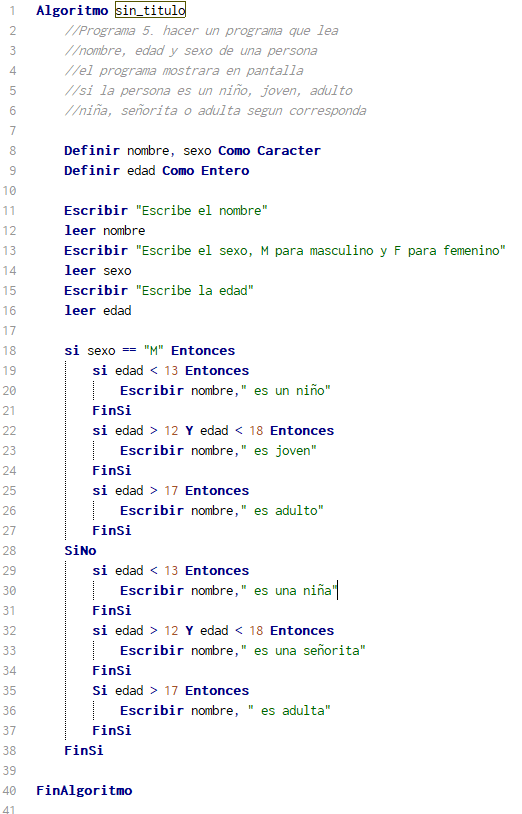 1 Algoritmo sin_titulo
2 //Programa 5. hacer un programa que lea
3 //nombre, edad y sexo de una persona
4 //el programa mostrara en pantalla
5 //si la persona es un niño, joven, adulto
6 //niña, señorita o adulta segun corresponda
7
8 Definir nombre, sexo Como Caracter
9 Definir edad Como Entero
10
11 Escribir "Escribe el nombre"
12 leer nombre
13 Escribir "Escribe el sexo, M para masculino y F para femenino"
14 leer sexo
15 Escribir "Escribe la edad"
16 leer edad
17
18 si sexo == "M" Entonces
19 si edad < 13 Entonces
20 Escribir nombre," es un niño"
21 FinSi
22 si edad > 12 Y edad < 18 Entonces
23 Escribir nombre," es joven"
24 FinSi
25 si edad > 17 Entonces
26 Escribir nombre," es adulto"
27 FinSi
28 SiNo
29 si edad < 13 Entonces
30 Escribir nombre," es una niña"
31 FinSi
32 si edad > 12 Y edad < 18 Entonces
33 Escribir nombre," es una señorita"
34 FinSi
35 Si edad > 17 Entonces
36 Escribir nombre, " es adulta"
37 FinSi
38 FinSi
39
40 FinAlgoritmo
41